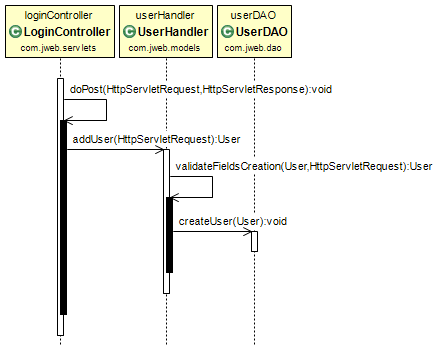 loginController
LoginController
com.jweb.servlets
userHandler
UserHandler
com.jweb.models
userDAO
UserDAO
com.jweb.dao
doPost(HttpServletRequest,HttpServletResponse):void
addUser(HttpServletRequest):User
validateFieldsCreation(User,HttpServletRequest):User
createUser(User):void